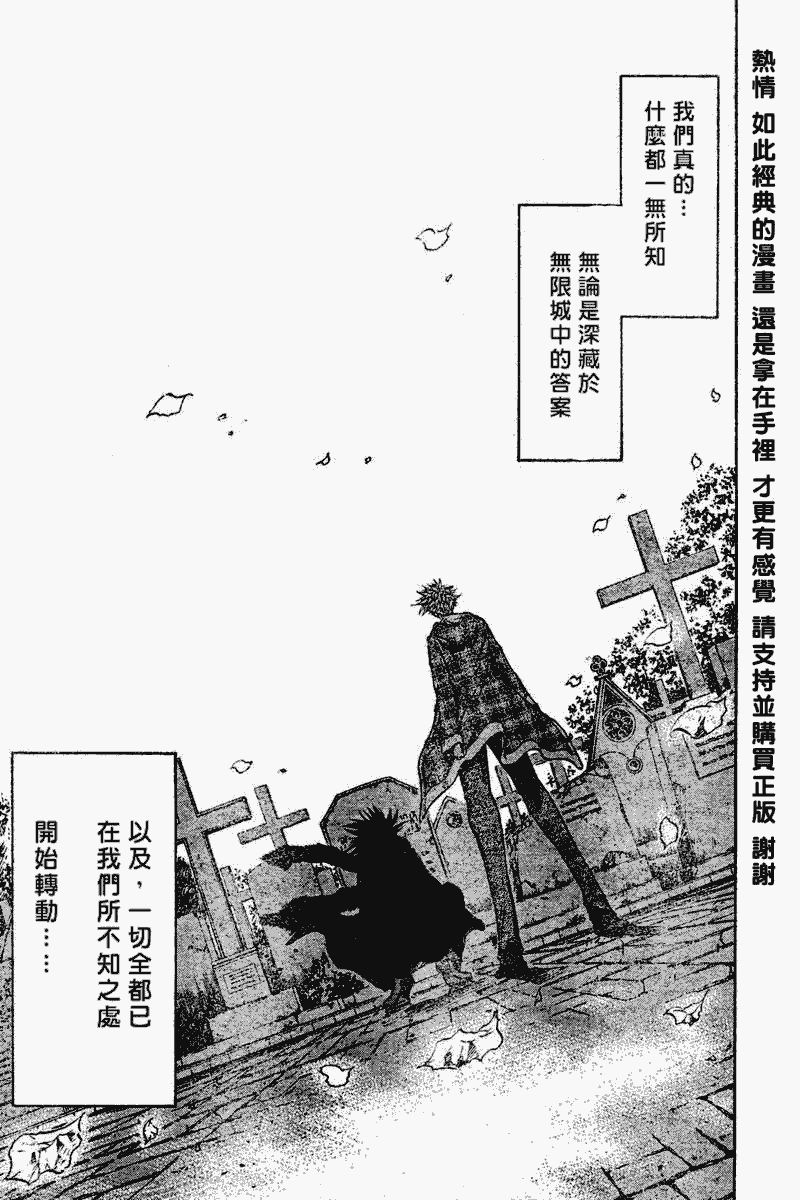 熱情 如此經典的漫畫 還是拿在手裡 才更有感覺 請支持並購買正版 謝謝
我們真的…
什麼都一無所知
無論是深藏於
無限城中的答案
以及，一切全都已
在我們所不知之處
開始轉動……